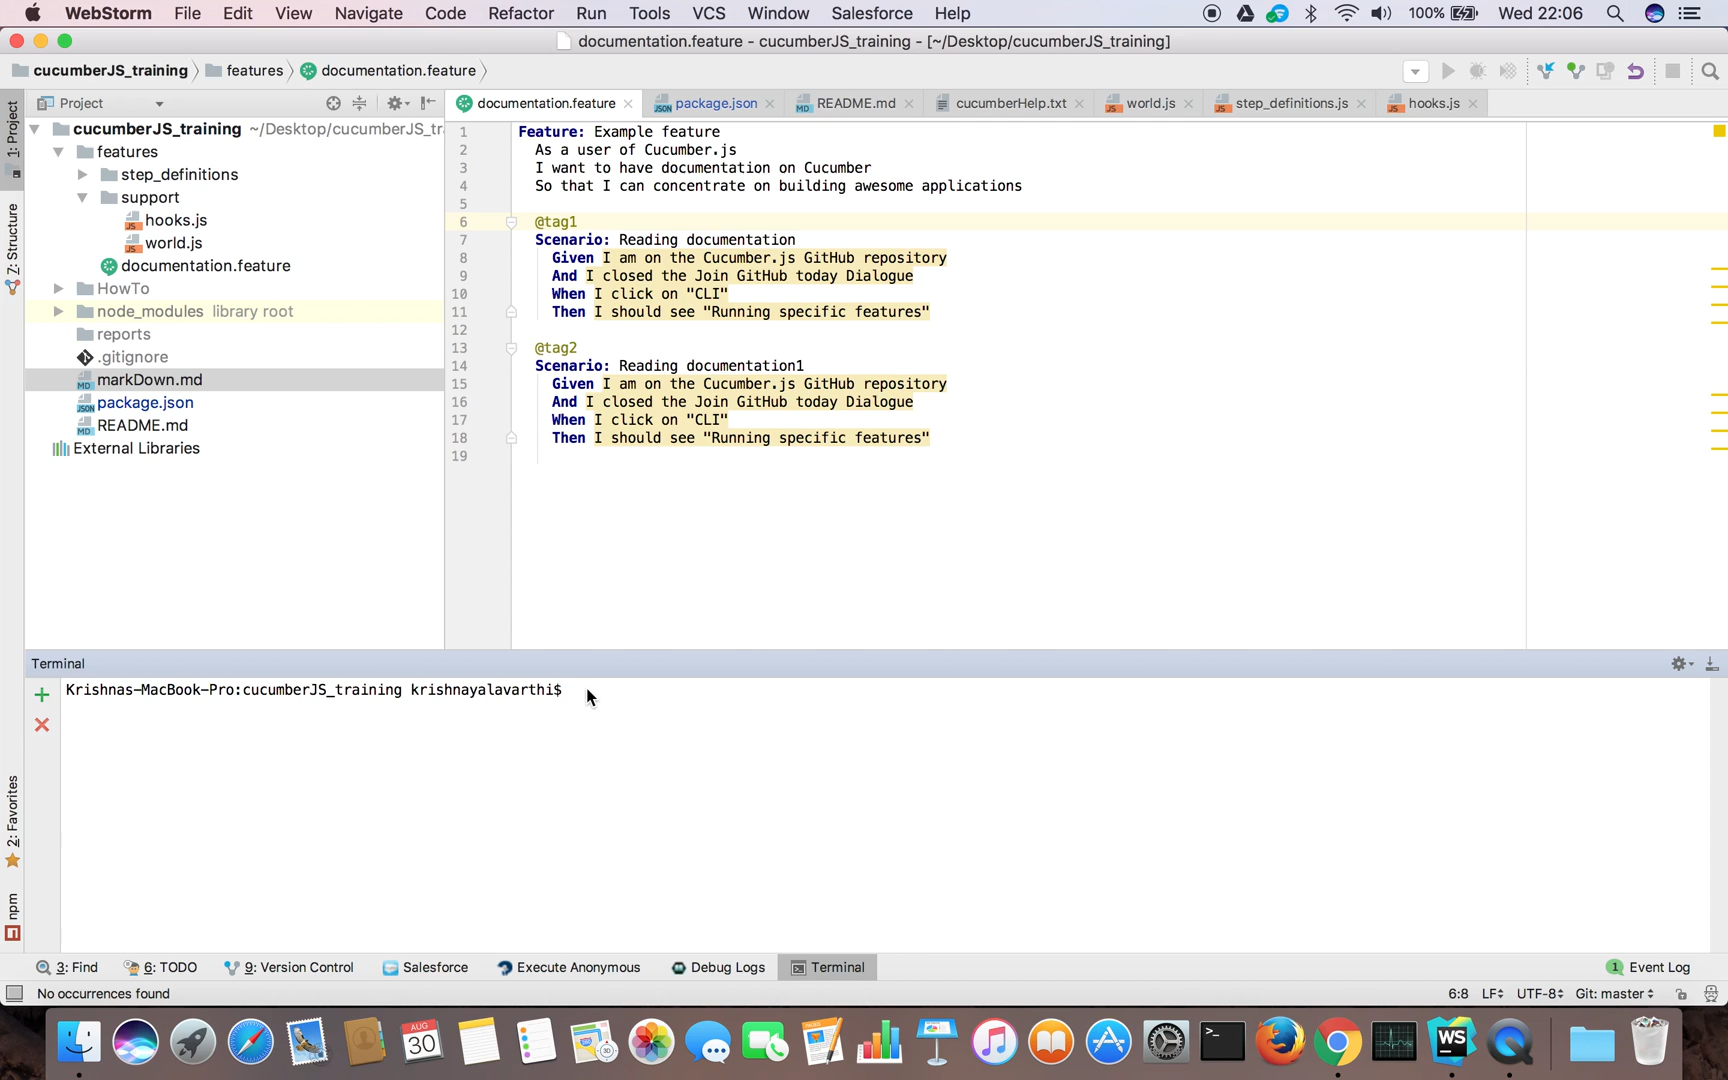 WebStorm File Edit View Navigate Code Refactor Run Tools VCS Window Salesforce Help 100% Wed 22:06
documentation.feature - cucumberJS_training - [~/Desktop/cucumberJS_training]
cucumberJS_training features documentation.feature
Project
documentation.feature package.json README.md cucumberHelp.txt world.js step_definitions.js hooks.js
1: Project
Z: Structure
2: Favorites
npm
cucumberJS_training ~/Desktop/cucumberJS_tr
features
step_definitions
support
hooks.js
world.js
documentation.feature
HowTo
node_modules library root
reports
.gitignore
markDown.md
package.json
README.md
External Libraries
1 Feature: Example feature
2 As a user of Cucumber.js
3 I want to have documentation on Cucumber
4 So that I can concentrate on building awesome applications
5
6 @tag1
7 Scenario: Reading documentation
8 Given I am on the Cucumber.js GitHub repository
9 And I closed the Join GitHub today Dialogue
10 When I click on "CLI"
11 Then I should see "Running specific features"
12
13 @tag2
14 Scenario: Reading documentation1
15 Given I am on the Cucumber.js GitHub repository
16 And I closed the Join GitHub today Dialogue
17 When I click on "CLI"
18 Then I should see "Running specific features"
19
Terminal
Krishnas-MacBook-Pro:cucumberJS_training krishnayalavarthi$
3: Find 6: TODO 9: Version Control Salesforce Execute Anonymous Debug Logs Terminal 1 Event Log
No occurrences found 6:8 LF UTF-8 Git: master
AUG
30
WS